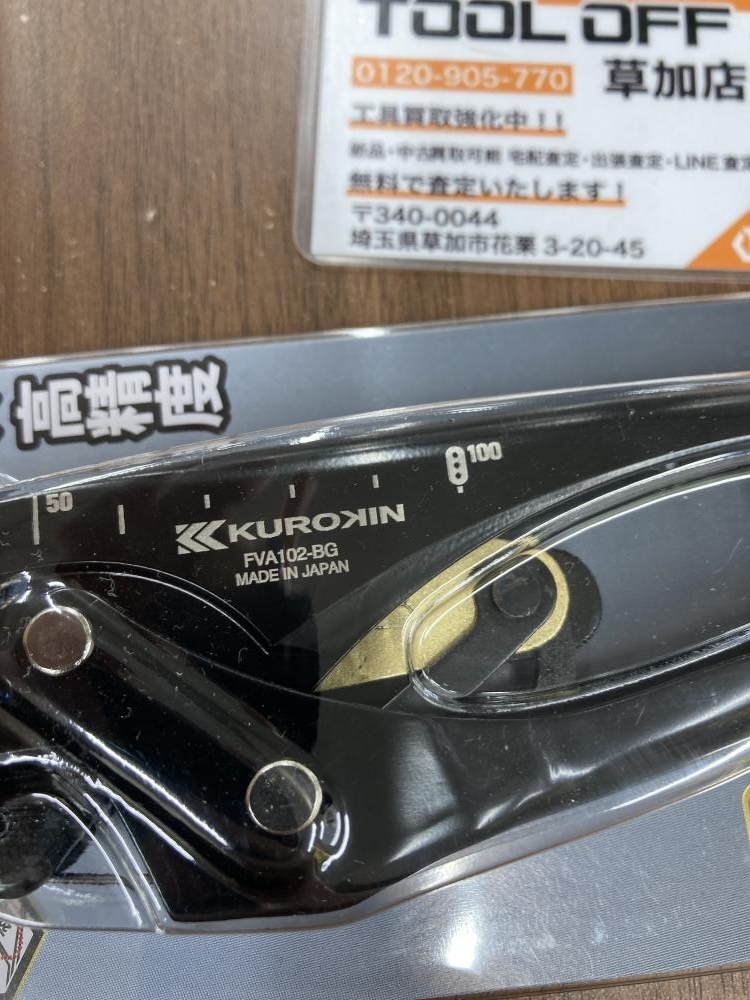 TOOL OFF
0120-905-770 草加店
工具買取強化中!!
新品・中古買取可能 宅配査定・出張査定・LINE査定
無料で査定いたします!
〒340-0044
埼玉県草加市花栗 3-20-45
高精度
50
100
KUROKIN
FVA102-BG
MADE IN JAPAN